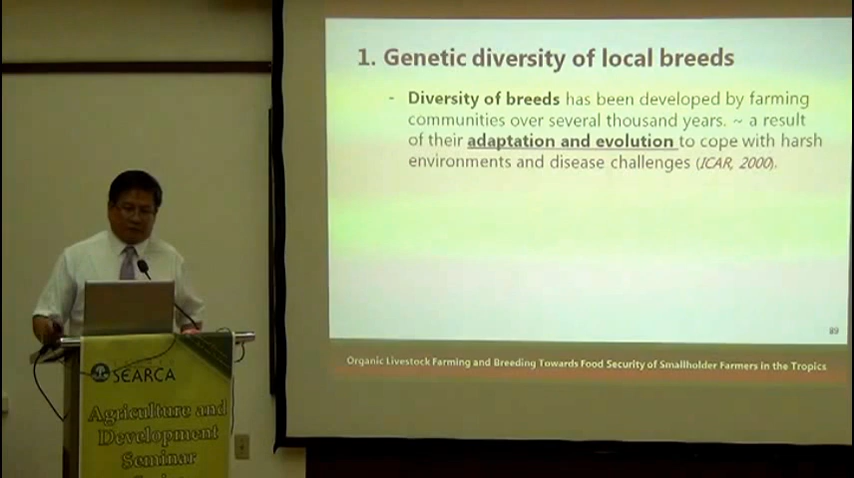 1. Genetic diversity of local breeds
- Diversity of breeds has been developed by farming
communities over several thousand years. ~ a result
of their adaptation and evolution to cope with harsh
environments and disease challenges (ICAR, 2000).
Organic Livestock Farming and Breeding Towards Food Security of Smallholder Farmers in the Tropics
SEARCA
Agriculture and
Development
Seminar